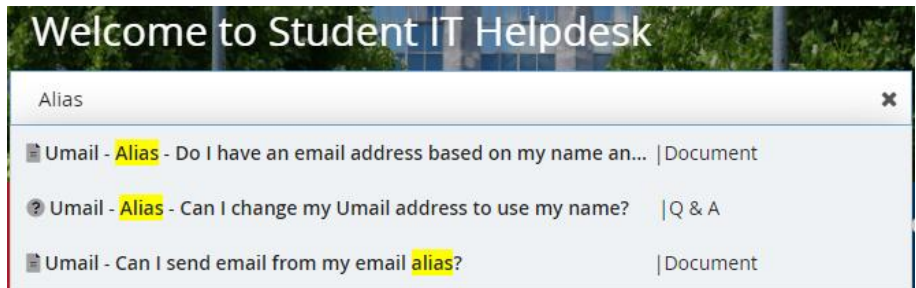 Welcome to Student IT Helpdesk
Alias
Umail - Alias - Do I have an email address based on my name an... |Document
Umail - Alias - Can I change my Umail address to use my name? |Q & A
Umail - Can I send email from my email alias? |Document